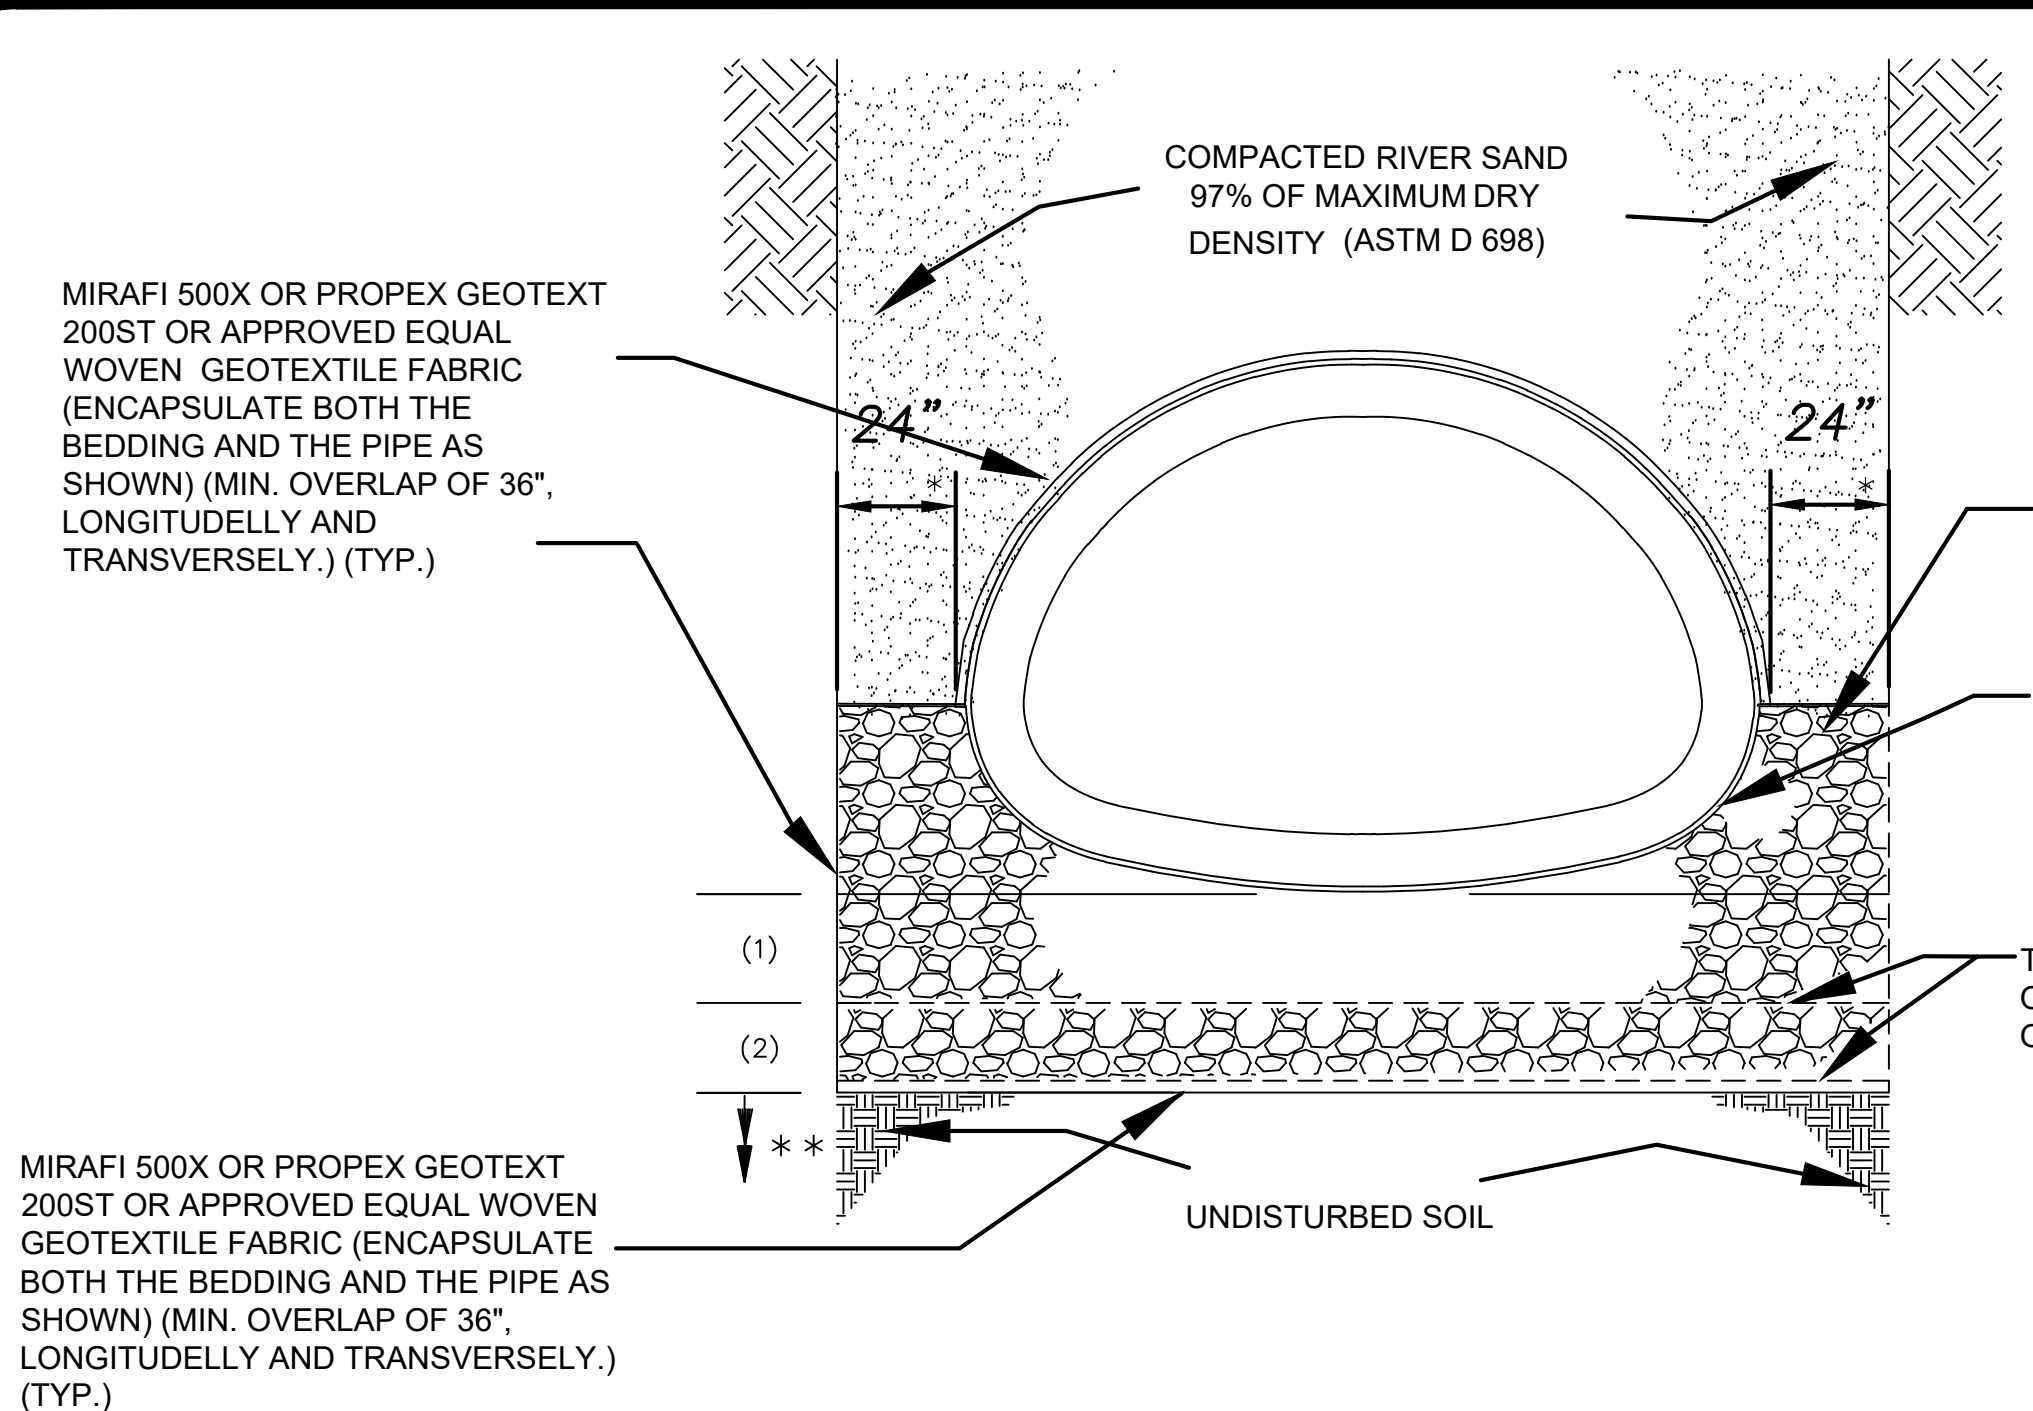 COMPACTED RIVER SAND
97% OF MAXIMUM DRY
DENSITY (ASTM D 698)
MIRAFI 500X OR PROPEX GEOTEXT
200ST OR APPROVED EQUAL
WOVEN GEOTEXTILE FABRIC
(ENCAPSULATE BOTH THE
BEDDING AND THE PIPE AS
SHOWN) (MIN. OVERLAP OF 36",
LONGITUDELLY AND
TRANSVERSELY.) (TYP.)
24"
*
24"
*
(1)
(2)
**
T
C
C
UNDISTURBED SOIL
MIRAFI 500X OR PROPEX GEOTEXT
200ST OR APPROVED EQUAL WOVEN
GEOTEXTILE FABRIC (ENCAPSULATE
BOTH THE BEDDING AND THE PIPE AS
SHOWN) (MIN. OVERLAP OF 36",
LONGITUDELLY AND TRANSVERSELY.)
(TYP.)